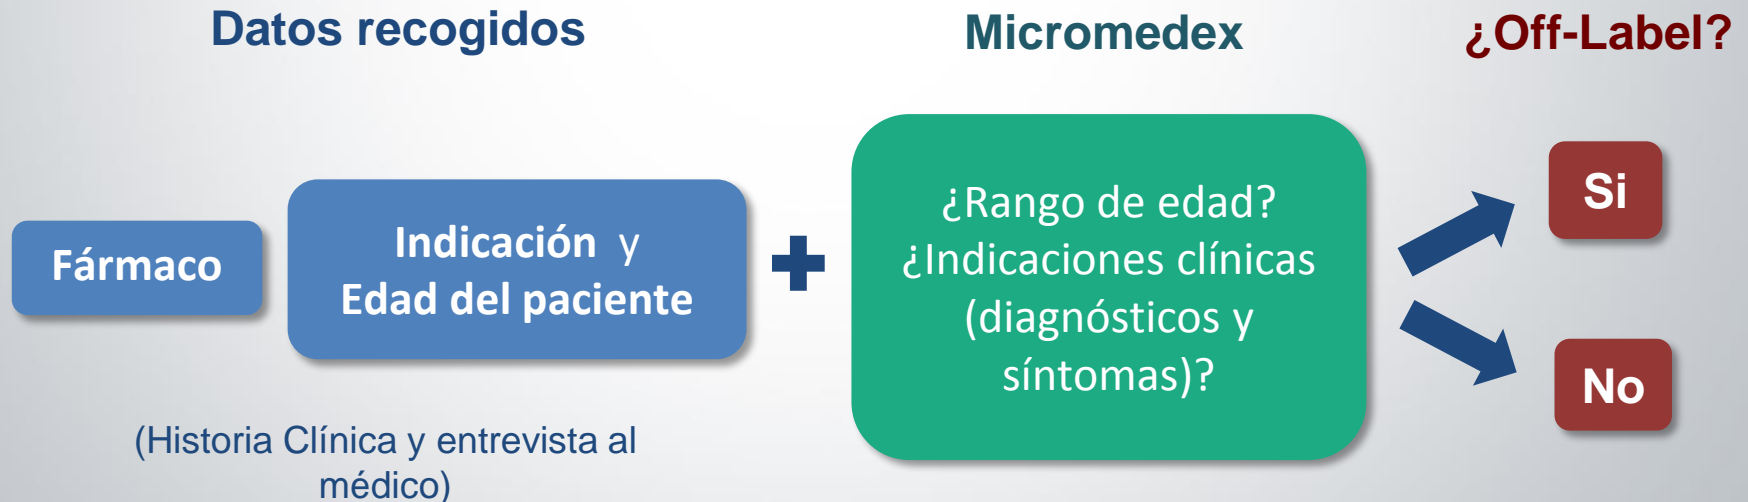 Datos recogidos
Micromedex
¿Off-Label?
Fármaco
Indicación y
Edad del paciente
¿Rango de edad?
¿Indicaciones clínicas
(diagnósticos y
síntomas)?
Si
No
(Historia Clínica y entrevista al
médico)